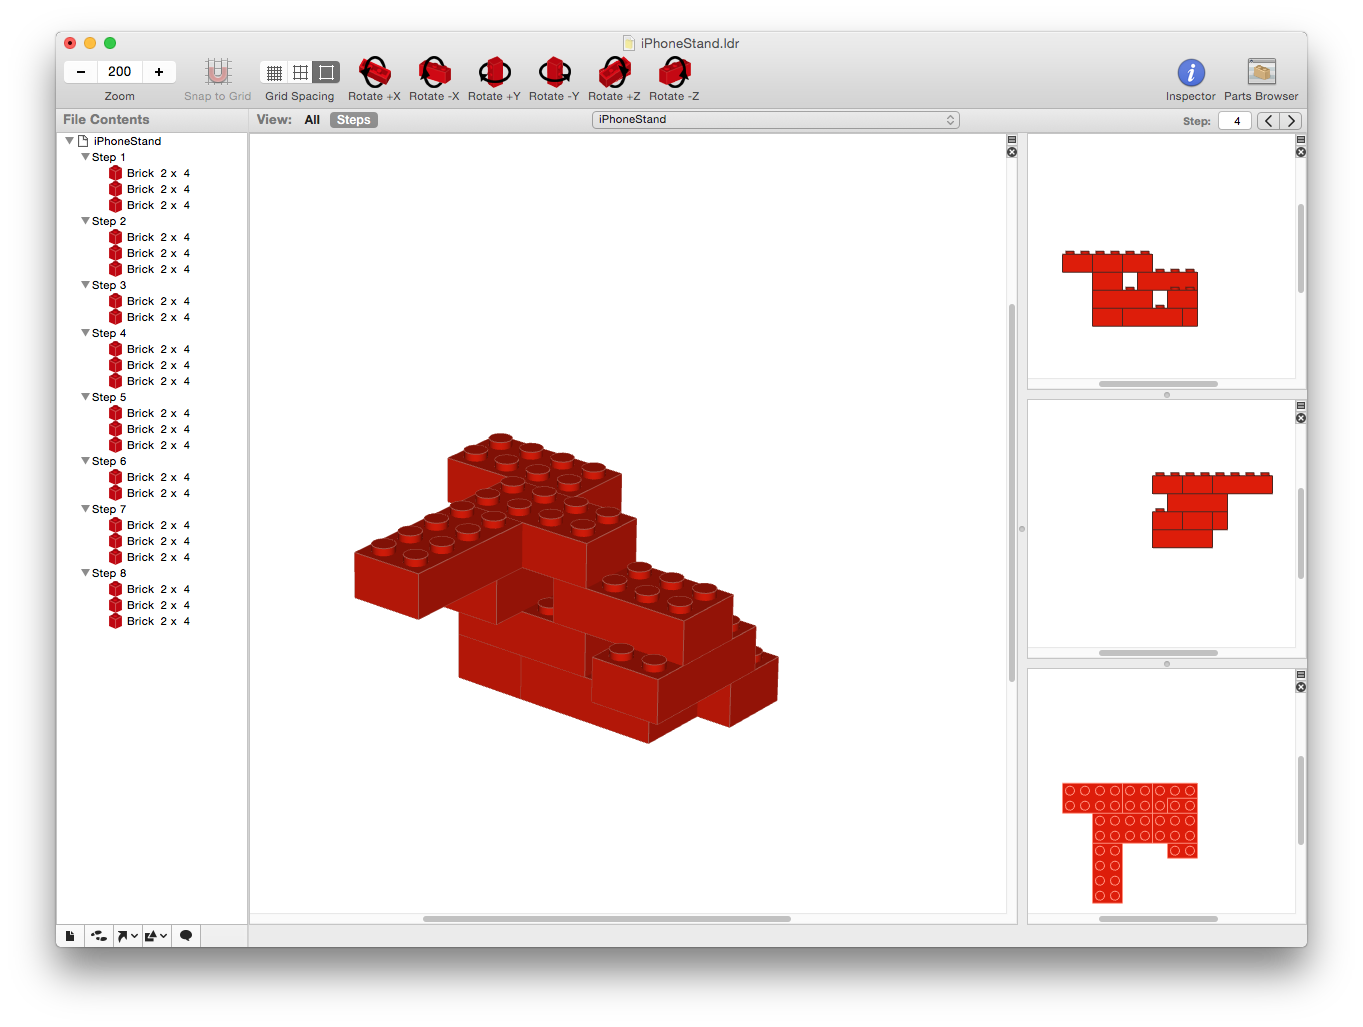 iPhoneStand.ldr
200
Zoom
Snap to Grid
Grid Spacing
Rotate +X
Rotate -X
Rotate +Y
Rotate -Y
Rotate +Z
Rotate -Z
Inspector
Parts Browser
File Contents
View: All Steps
iPhoneStand
Step: 4
iPhoneStand
Step 1
Brick 2 x 4
Brick 2 x 4
Brick 2 x 4
Step 2
Brick 2 x 4
Brick 2 x 4
Brick 2 x 4
Step 3
Brick 2 x 4
Brick 2 x 4
Step 4
Brick 2 x 4
Brick 2 x 4
Brick 2 x 4
Step 5
Brick 2 x 4
Brick 2 x 4
Brick 2 x 4
Step 6
Brick 2 x 4
Brick 2 x 4
Step 7
Brick 2 x 4
Brick 2 x 4
Brick 2 x 4
Step 8
Brick 2 x 4
Brick 2 x 4
Brick 2 x 4